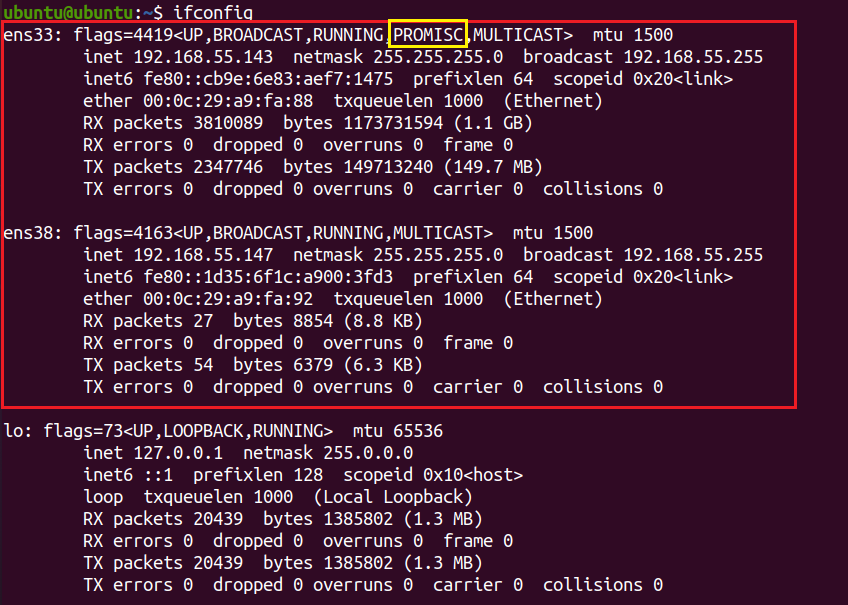 ubuntu@ubuntu:~$ ifconfig
ens33: flags=4419<UP,BROADCAST,RUNNING,PROMISC,MULTICAST>  mtu 1500
        inet 192.168.55.143  netmask 255.255.255.0  broadcast 192.168.55.255
        inet6 fe80::cb9e:6e83:aef7:1475  prefixlen 64  scopeid 0x20<link>
        ether 00:0c:29:a9:fa:88  txqueuelen 1000  (Ethernet)
        RX packets 3810089  bytes 1173731594 (1.1 GB)
        RX errors 0  dropped 0  overruns 0  frame 0
        TX packets 2347746  bytes 149713240 (149.7 MB)
        TX errors 0  dropped 0 overruns 0  carrier 0  collisions 0

ens38: flags=4163<UP,BROADCAST,RUNNING,MULTICAST>  mtu 1500
        inet 192.168.55.147  netmask 255.255.255.0  broadcast 192.168.55.255
        inet6 fe80::1d35:6f1c:a900:3fd3  prefixlen 64  scopeid 0x20<link>
        ether 00:0c:29:a9:fa:92  txqueuelen 1000  (Ethernet)
        RX packets 27  bytes 8854 (8.8 KB)
        RX errors 0  dropped 0  overruns 0  frame 0
        TX packets 54  bytes 6379 (6.3 KB)
        TX errors 0  dropped 0 overruns 0  carrier 0  collisions 0

lo: flags=73<UP,LOOPBACK,RUNNING>  mtu 65536
        inet 127.0.0.1  netmask 255.0.0.0
        inet6 ::1  prefixlen 128  scopeid 0x10<host>
        loop  txqueuelen 1000  (Local Loopback)
        RX packets 20439  bytes 1385802 (1.3 MB)
        RX errors 0  dropped 0  overruns 0  frame 0
        TX packets 20439  bytes 1385802 (1.3 MB)
        TX errors 0  dropped 0 overruns 0  carrier 0  collisions 0